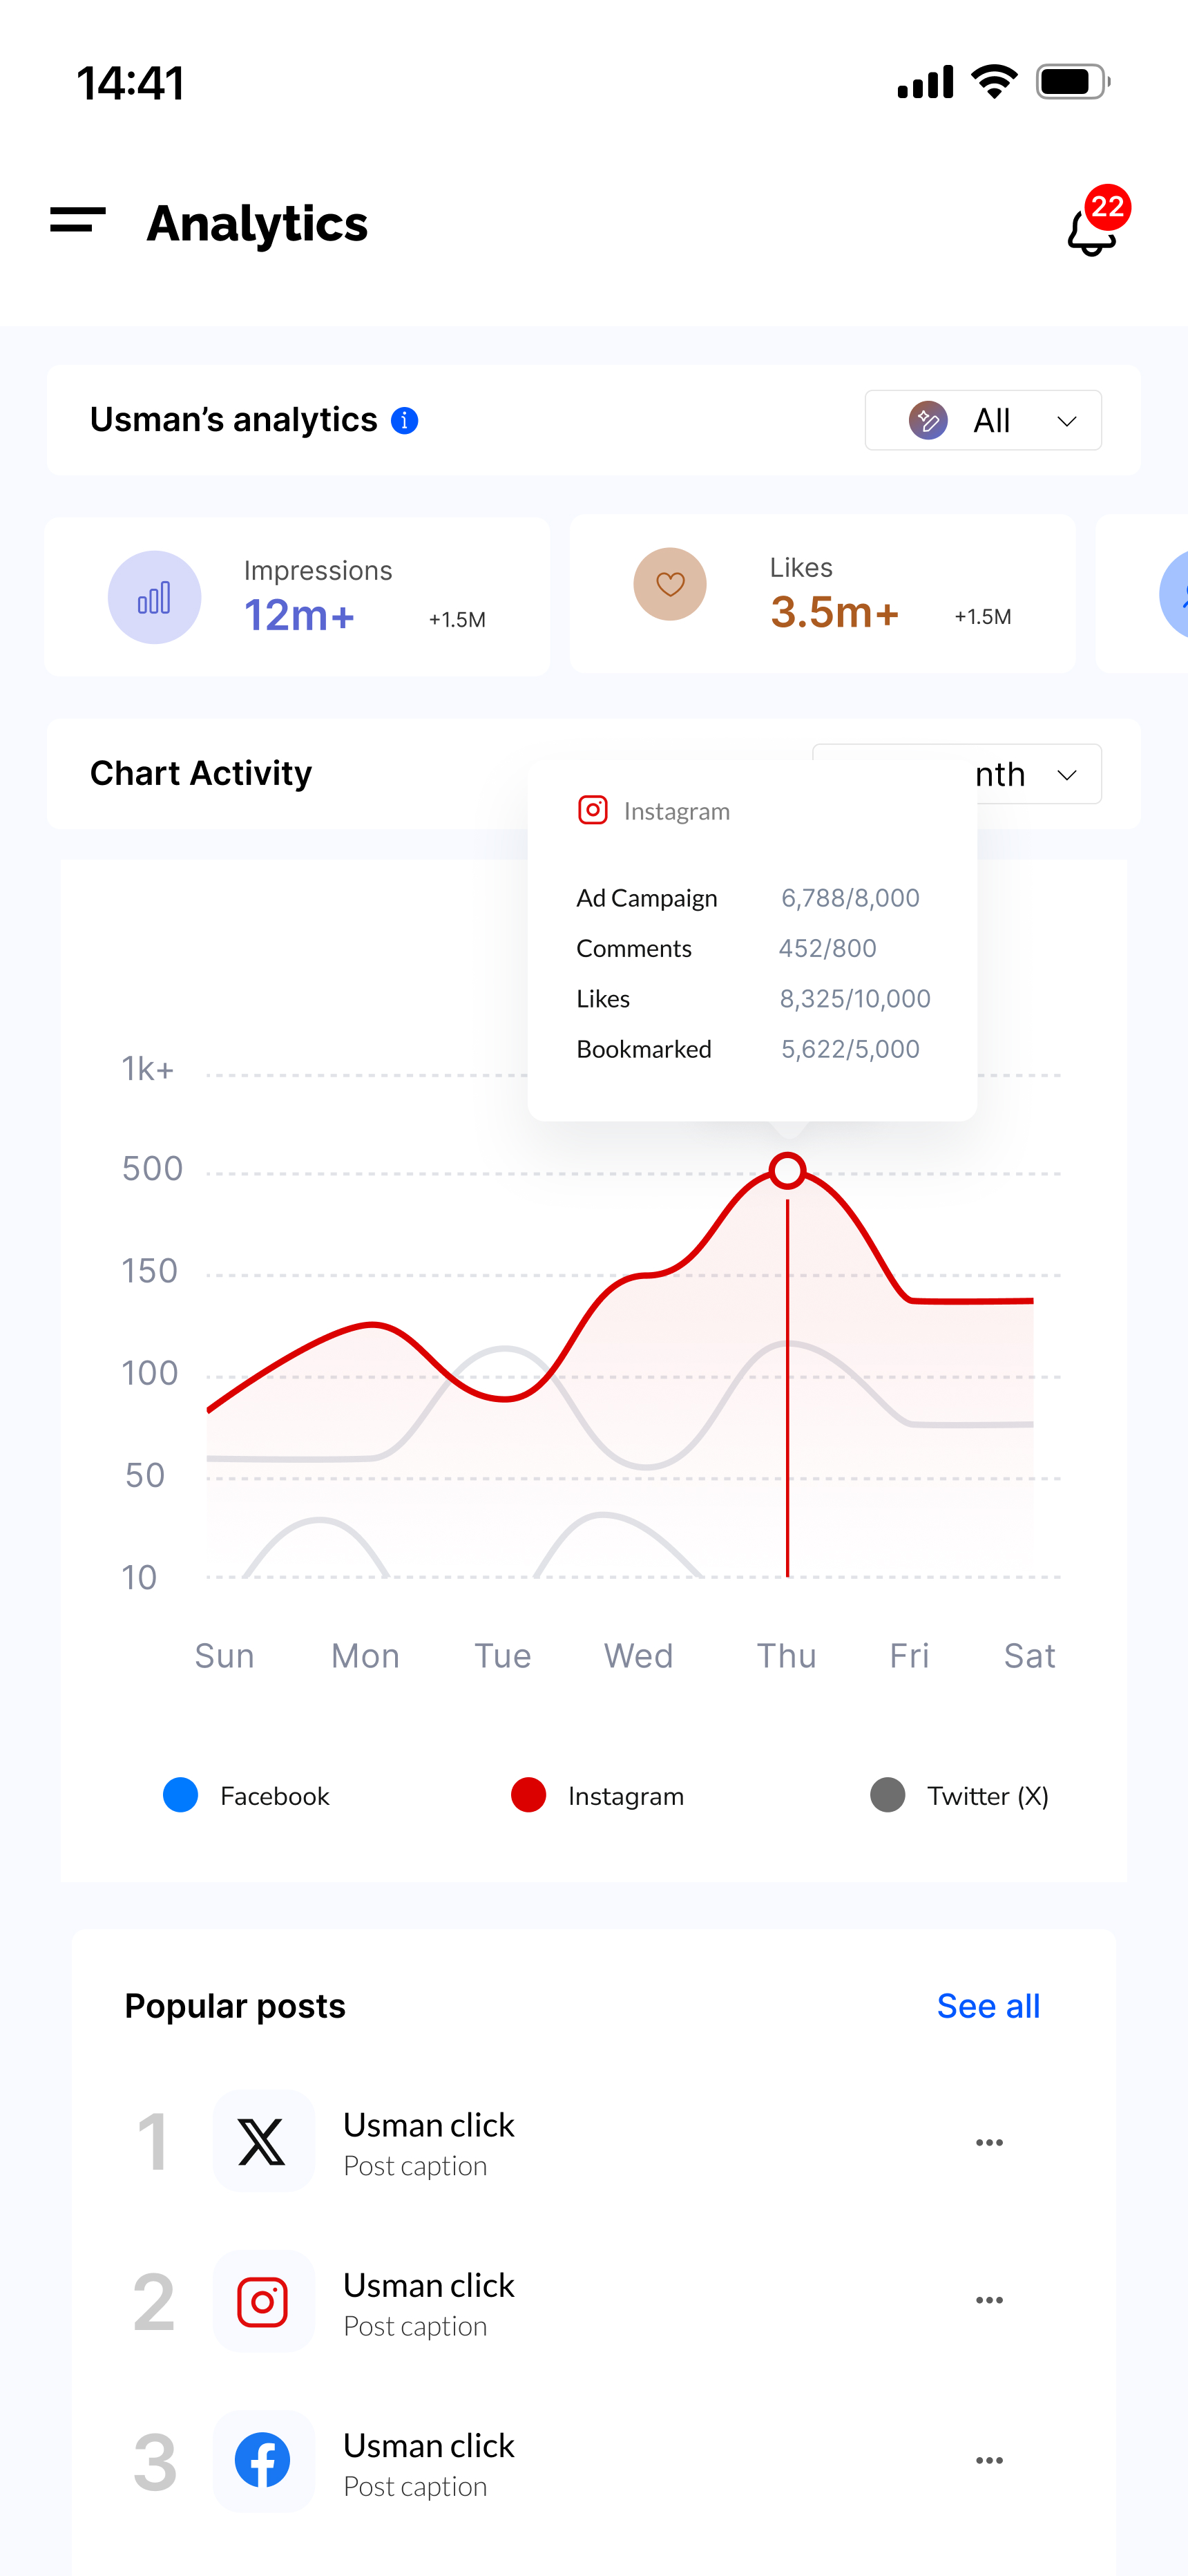 14:41
Analytics
22
Usman’s analytics
All
Impressions
12m+ +1.5M
Likes
3.5m+ +1.5M
Chart Activity
Instagram
Ad Campaign 6,788/8,000
Comments 452/800
Likes 8,325/10,000
Bookmarked 5,622/5,000
1k+
500
150
100
50
10
Sun Mon Tue Wed Thu Fri Sat
Facebook Instagram Twitter (X)
Popular posts See all
1 Usman click
Post caption
2 Usman click
Post caption
3 Usman click
Post caption